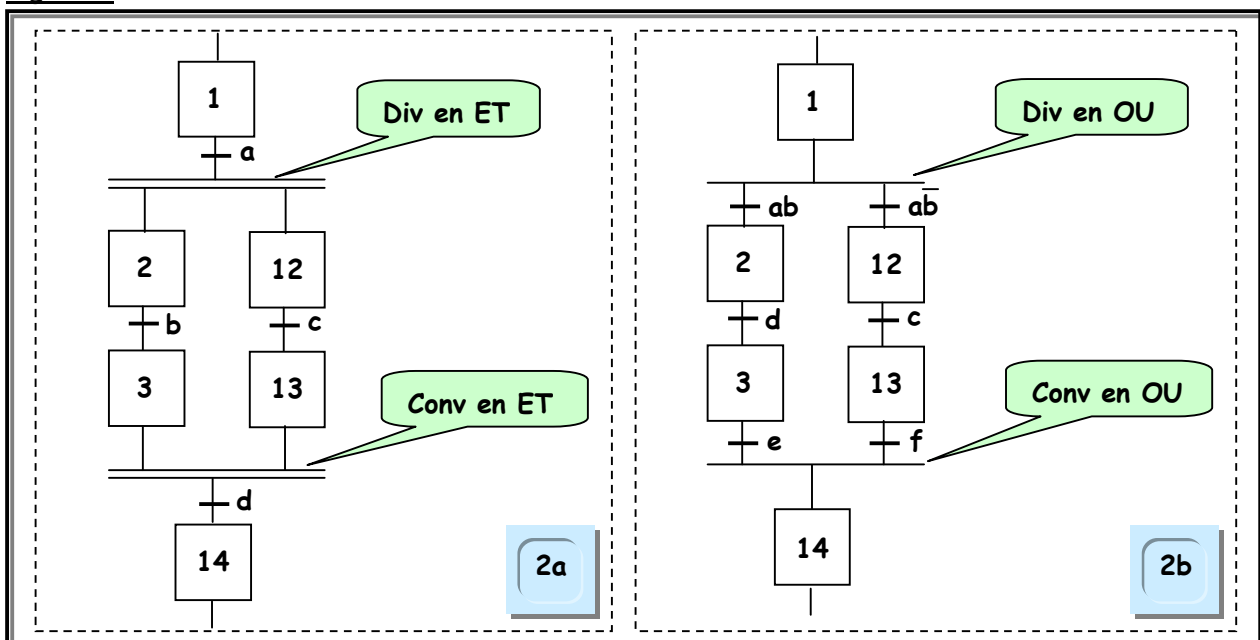 1
Div en ET
a
2
12
b
c
3
13
Conv en ET
d
14
2a
1
Div en OU
ab
ab̅
2
12
d
c
3
13
Conv en OU
e
f
14
2b